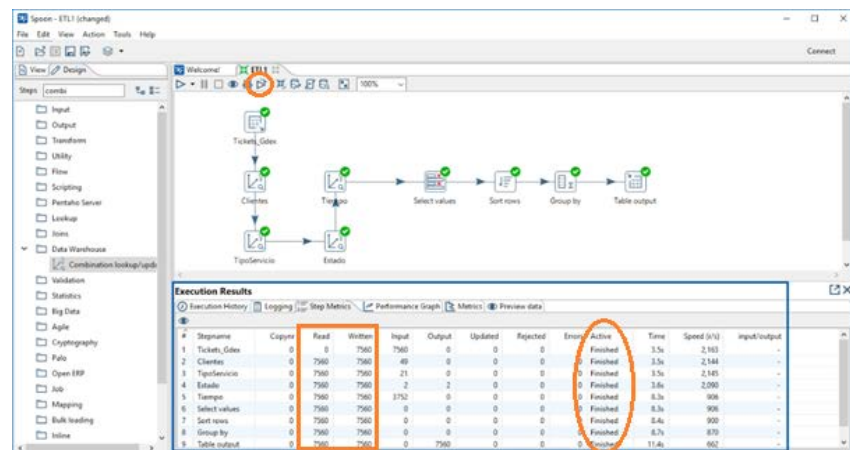 Spoon - ETL1 (changed)
File Edit View Action Tools Help
Connect
View Design
Welcome! ETL1
Steps combi
100%
Input
Output
Transform
Utility
Flow
Scripting
Pentaho Server
Lookup
Joins
Data Warehouse
Combination lookup/upd
Validation
Statistics
Big Data
Agile
Cryptography
Palo
Open ERP
Job
Mapping
Bulk loading
Inline
Tickets_Gdex
Clientes
Tiempo
Select values
Sort rows
Group by
Table output
TipoServicio
Estado
Execution Results
Execution History Logging Step Metrics Performance Graph Metrics Preview data
# Stepname Copynr Read Written Input Output Updated Rejected Errors Active Time Speed (r/s) input/output
1 Tickets_Gdex 0 0 7560 7560 0 0 0 0 Finished 3.5s 2,163 -
2 Clientes 0 7560 7560 49 0 0 0 0 Finished 3.5s 2,144 -
3 TipoServicio 0 7560 7560 21 0 0 0 0 Finished 3.5s 2,145 -
4 Estado 0 7560 7560 2 2 0 0 0 Finished 3.6s 2,090 -
5 Tiempo 0 7560 7560 3752 0 0 0 0 Finished 8.3s 906 -
6 Select values 0 7560 7560 0 0 0 0 0 Finished 8.3s 906 -
7 Sort rows 0 7560 7560 0 0 0 0 0 Finished 8.4s 900 -
8 Group by 0 7560 7560 0 0 0 0 0 Finished 8.7s 870 -
9 Table output 0 7560 7560 0 7560 0 0 0 Finished 11.4s 662 -